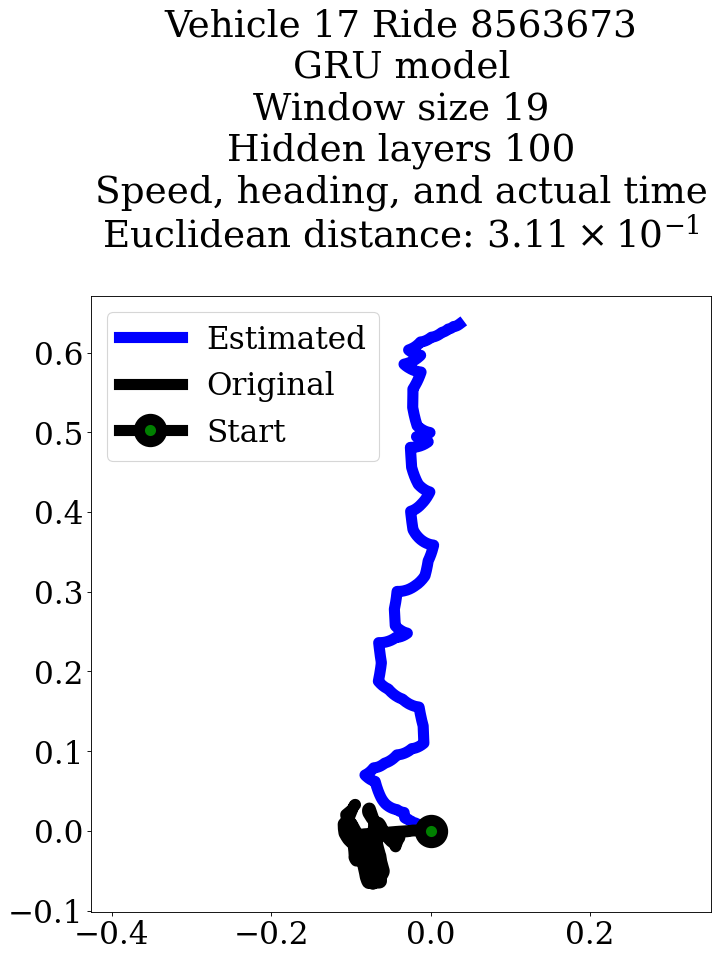 Vehicle 17 Ride 8563673
GRU model
Window size 19
Hidden layers 100
Speed, heading, and actual time
Euclidean distance: 3.11 × 10⁻¹
Estimated
Original
Start
0.6
0.5
0.4
0.3
0.2
0.1
0.0
−0.1
−0.4 −0.2 0.0 0.2